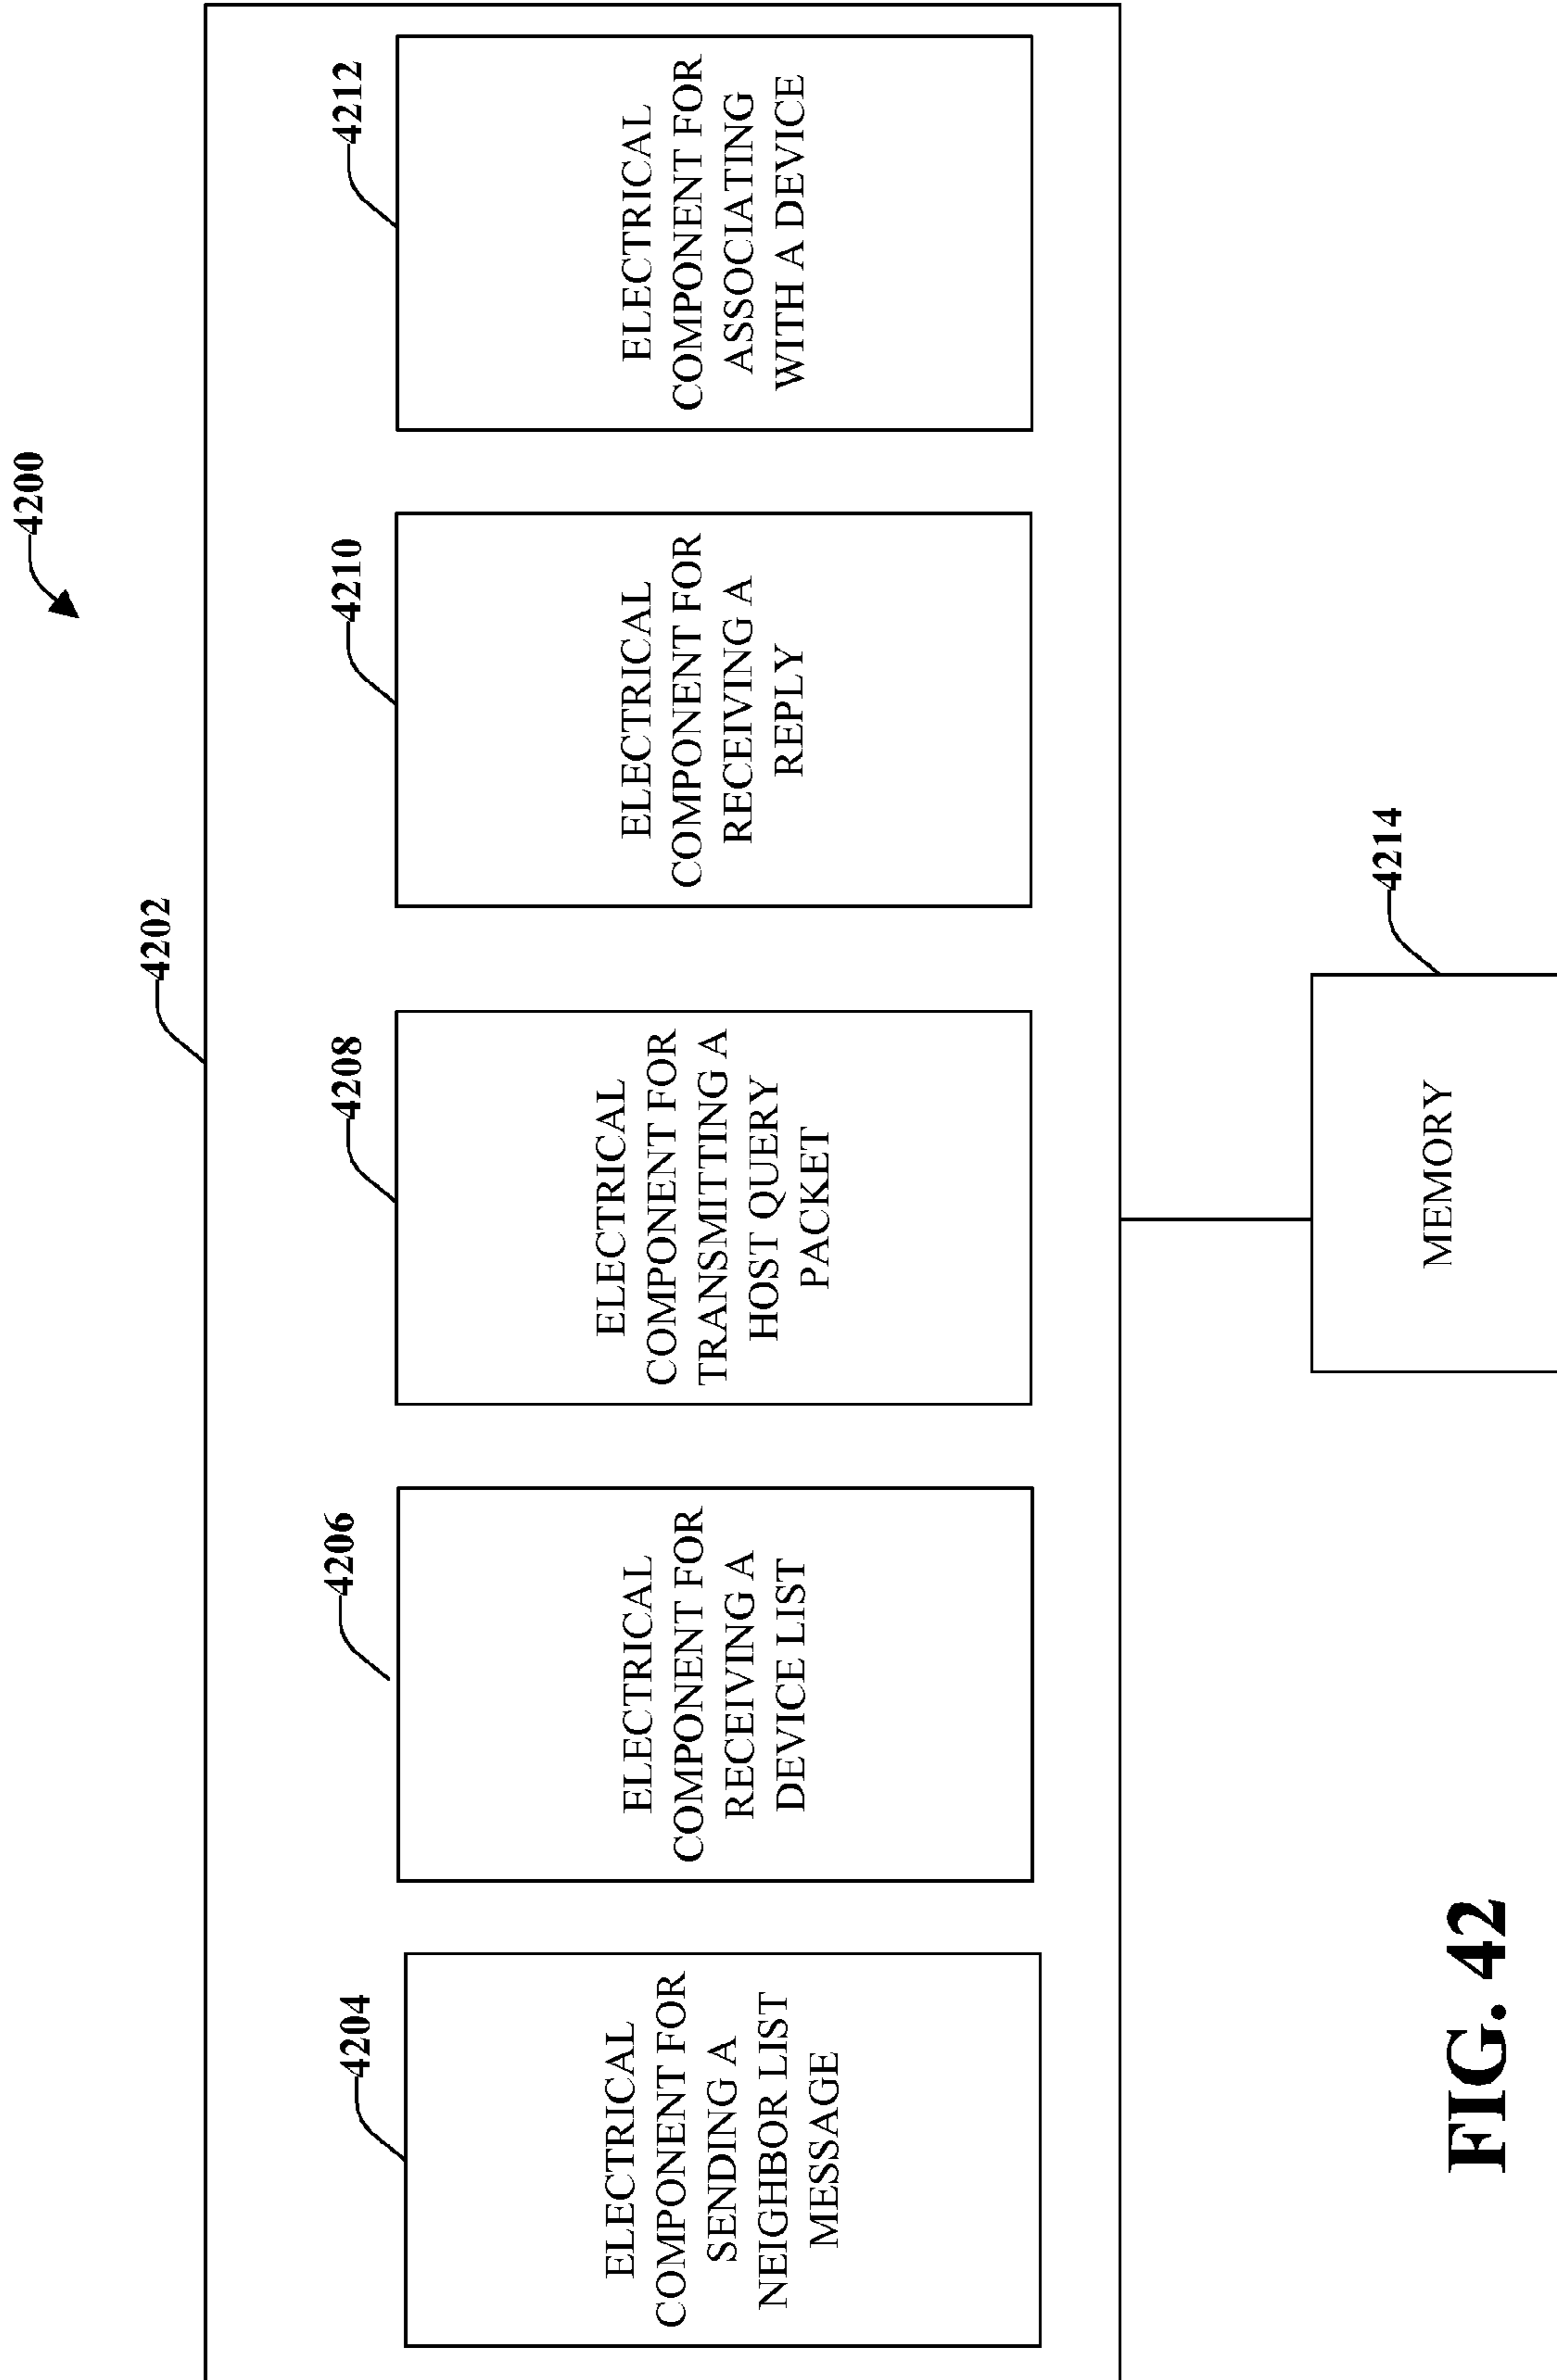 4200
4202
4204
ELECTRICAL
COMPONENT FOR
SENDING A
NEIGHBOR LIST
MESSAGE
4206
ELECTRICAL
COMPONENT FOR
RECEIVING A
DEVICE LIST
4208
ELECTRICAL
COMPONENT FOR
TRANSMITTING A
HOST QUERY
PACKET
4210
ELECTRICAL
COMPONENT FOR
RECEIVING A
REPLY
4212
ELECTRICAL
COMPONENT FOR
ASSOCIATING
WITH A DEVICE
4214
MEMORY
FIG. 42